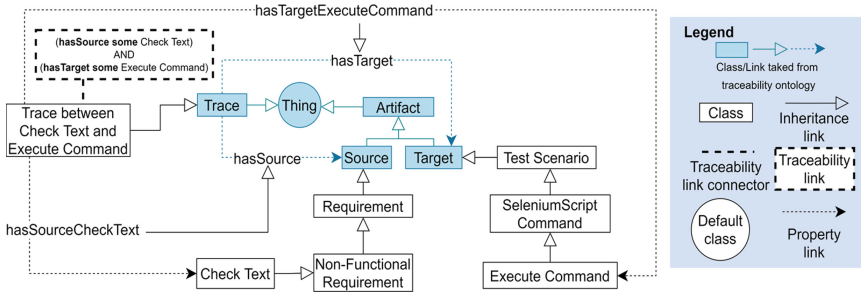 hasTargetExecuteCommand
(hasSource some Check Text)
AND
(hasTarget some Execute Command)
hasTarget
Trace between
Check Text and
Execute Command
Trace
Thing
Artifact
hasSource
Source
Target
Test Scenario
Requirement
SeleniumScript
Command
hasSourceCheckText
Check Text
Non-Functional
Requirement
Execute Command
Legend
Class/Link taked from
traceability ontology
Class
Inheritance
link
Traceability
link connector
Traceability
link
Default
class
Property
link